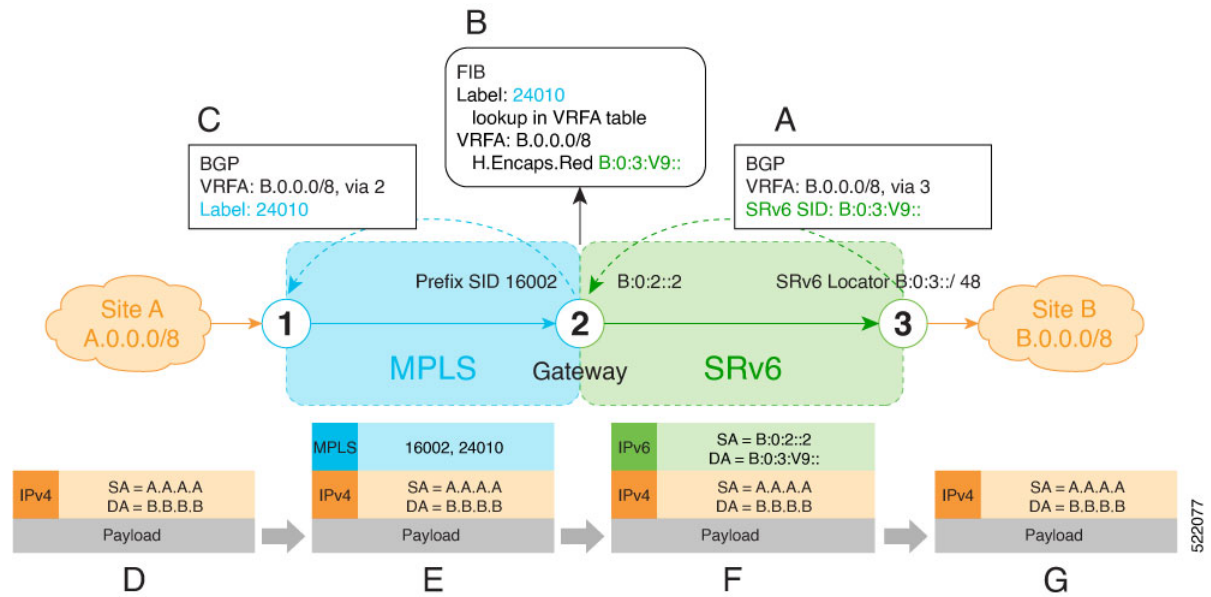 B
FIB
Label: 24010
lookup in VRFA table
VRFA: B.0.0.0/8
H.Encaps.Red B:0:3:V9::
C
BGP
VRFA: B.0.0.0/8, via 2
Label: 24010
A
BGP
VRFA: B.0.0.0/8, via 3
SRv6 SID: B:0:3:V9::
Prefix SID 16002
B:0:2::2
SRv6 Locator B:0:3::/ 48
Site A
A.0.0.0/8
1
2
3
Site B
B.0.0.0/8
MPLS
Gateway
SRv6
IPv4
SA = A.A.A.A
DA = B.B.B.B
Payload
D
MPLS
16002, 24010
IPv4
SA = A.A.A.A
DA = B.B.B.B
Payload
E
IPv6
SA = B:0:2::2
DA = B:0:3:V9::
IPv4
SA = A.A.A.A
DA = B.B.B.B
Payload
F
IPv4
SA = A.A.A.A
DA = B.B.B.B
Payload
G
522077